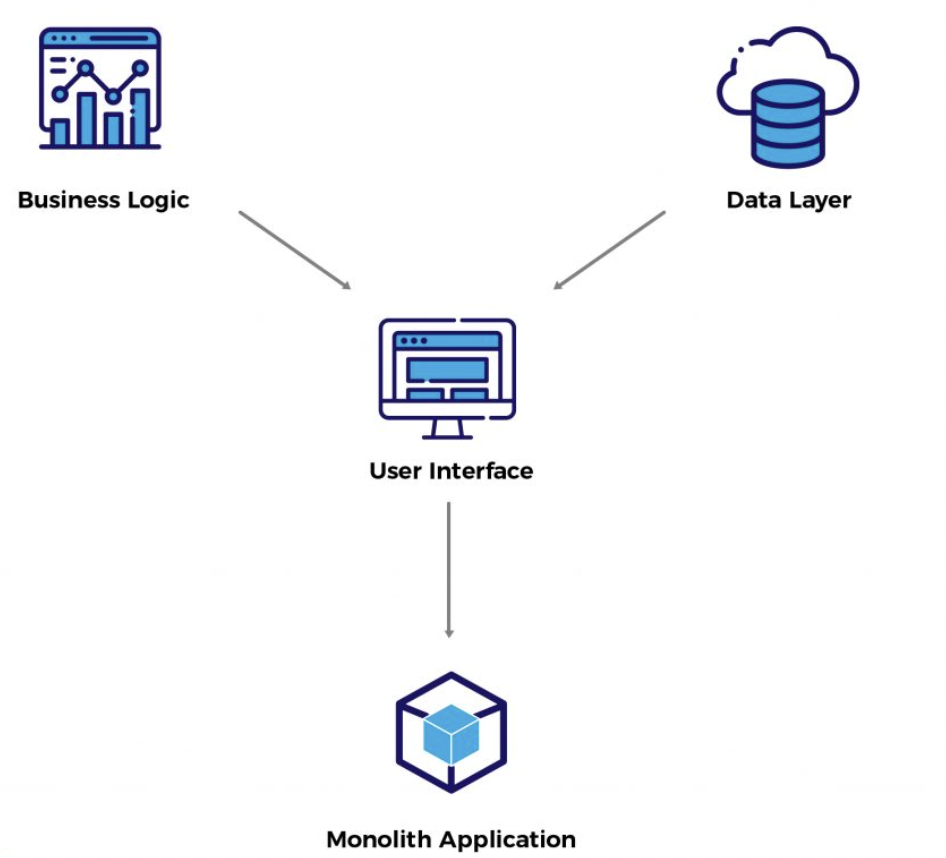 Business Logic
Data Layer
User Interface
Monolith Application